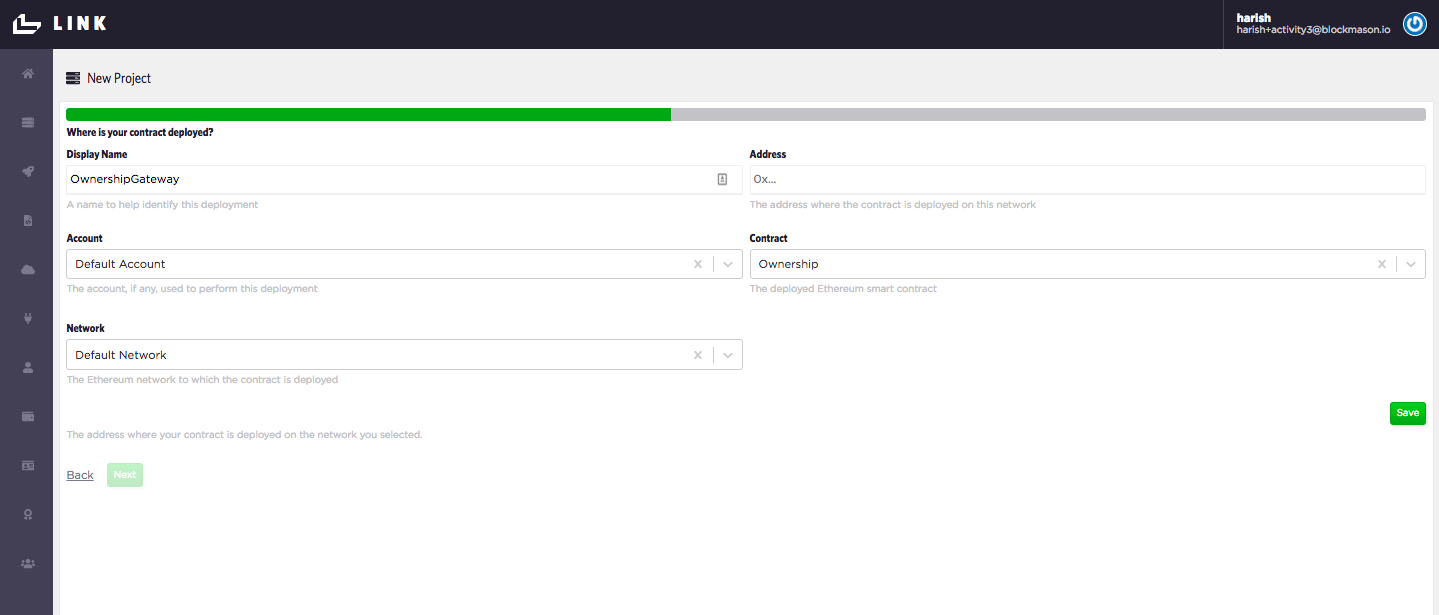 LINK
harish
harish+activity3@blockmason.io
New Project
Where is your contract deployed?
Display Name
Address
OwnershipGateway
0x...
A name to help identify this deployment
The address where the contract is deployed on this network
Account
Contract
Default Account
Ownership
The account, if any, used to perform this deployment
The deployed Ethereum smart contract
Network
Default Network
The Ethereum network to which the contract is deployed
Save
The address where your contract is deployed on the network you selected.
Back
Next